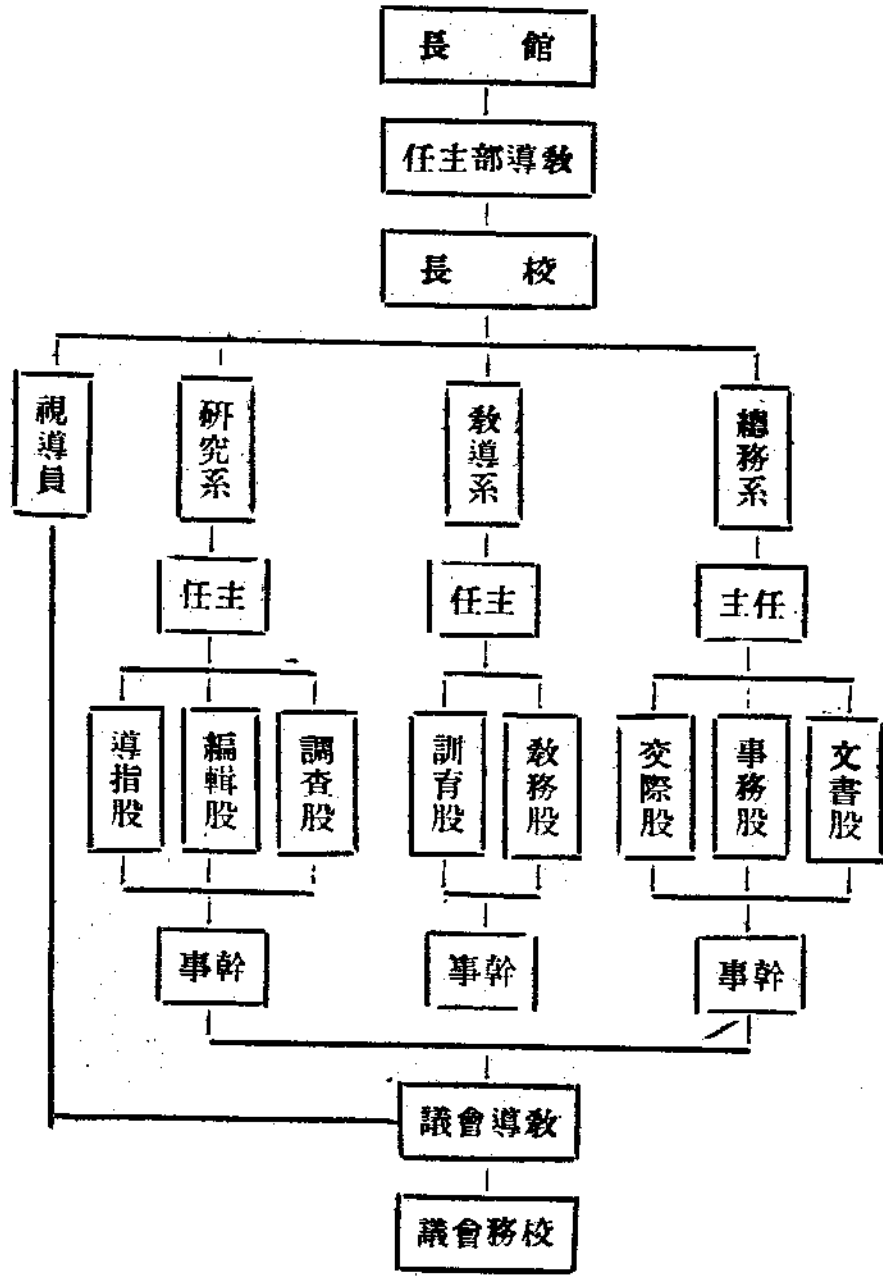 館長
教導部主任
校長
總務系
教導系
研究系
視導員
主任
主任
主任
文書股
事務股
交際股
教務股
訓育股
調查股
編輯股
導指股
幹事
幹事
幹事
教導會議
校務會議